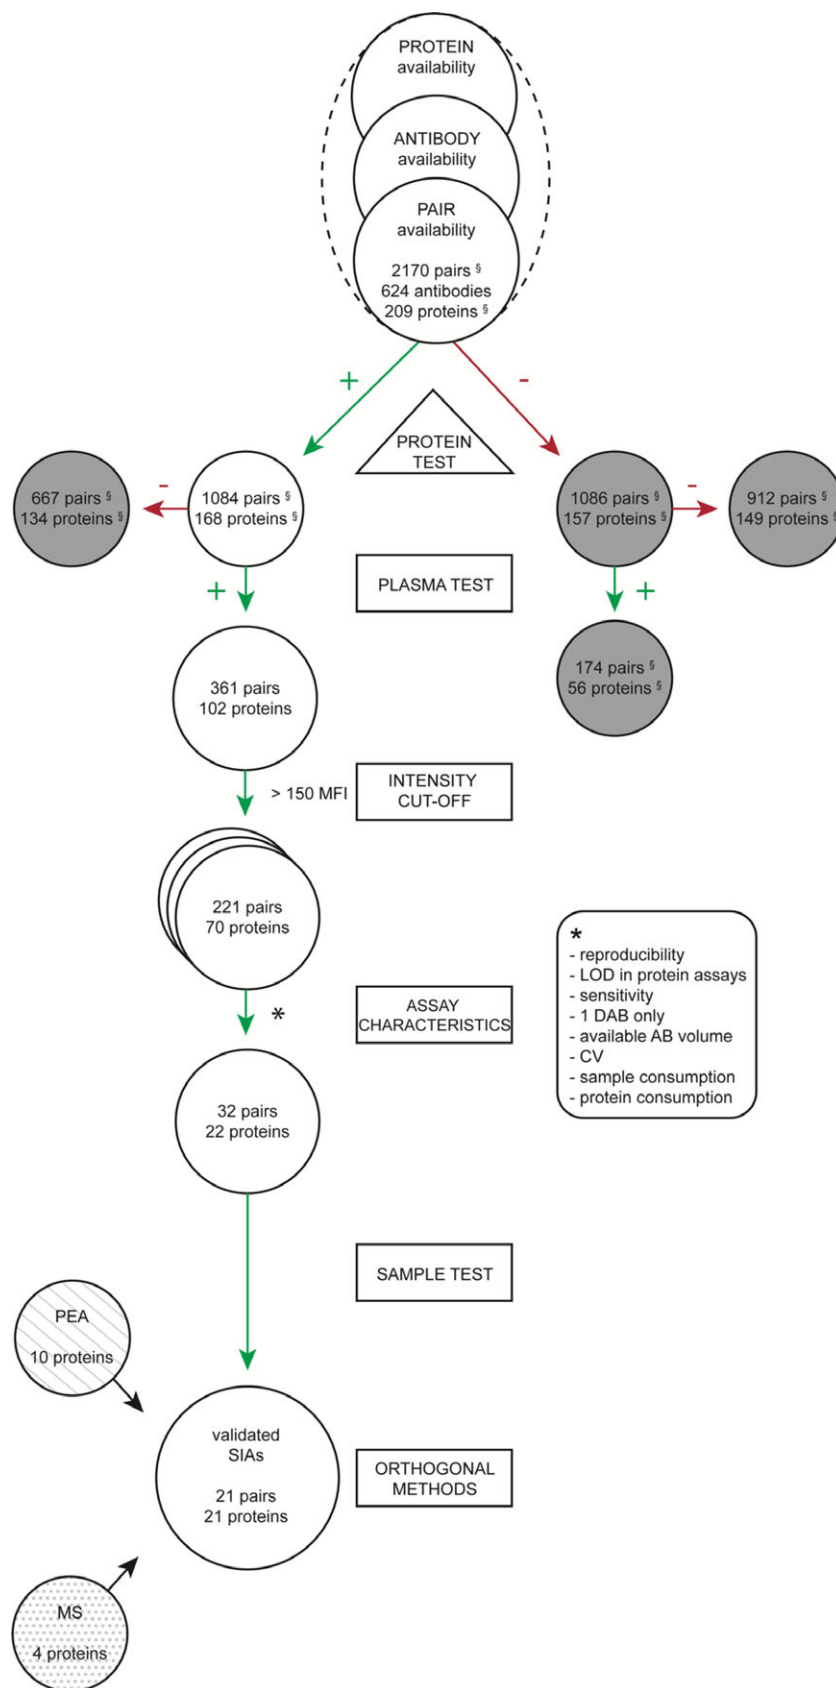 PROTEIN
availability
ANTIBODY
availability
PAIR
availability
2170 pairs §
624 antibodies
209 proteins §
+
-
PROTEIN
TEST
667 pairs §
134 proteins §
-
1084 pairs §
168 proteins §
1086 pairs §
157 proteins §
-
912 pairs §
149 proteins §
+
PLASMA TEST
+
361 pairs
102 proteins
174 pairs §
56 proteins §
> 150 MFI
INTENSITY
CUT-OFF
221 pairs
70 proteins
*
- reproducibility
- LOD in protein assays
- sensitivity
- 1 DAB only
- available AB volume
- CV
- sample consumption
- protein consumption
*
ASSAY
CHARACTERISTICS
32 pairs
22 proteins
SAMPLE TEST
PEA
10 proteins
validated
SIAs
21 pairs
21 proteins
ORTHOGONAL
METHODS
MS
4 proteins